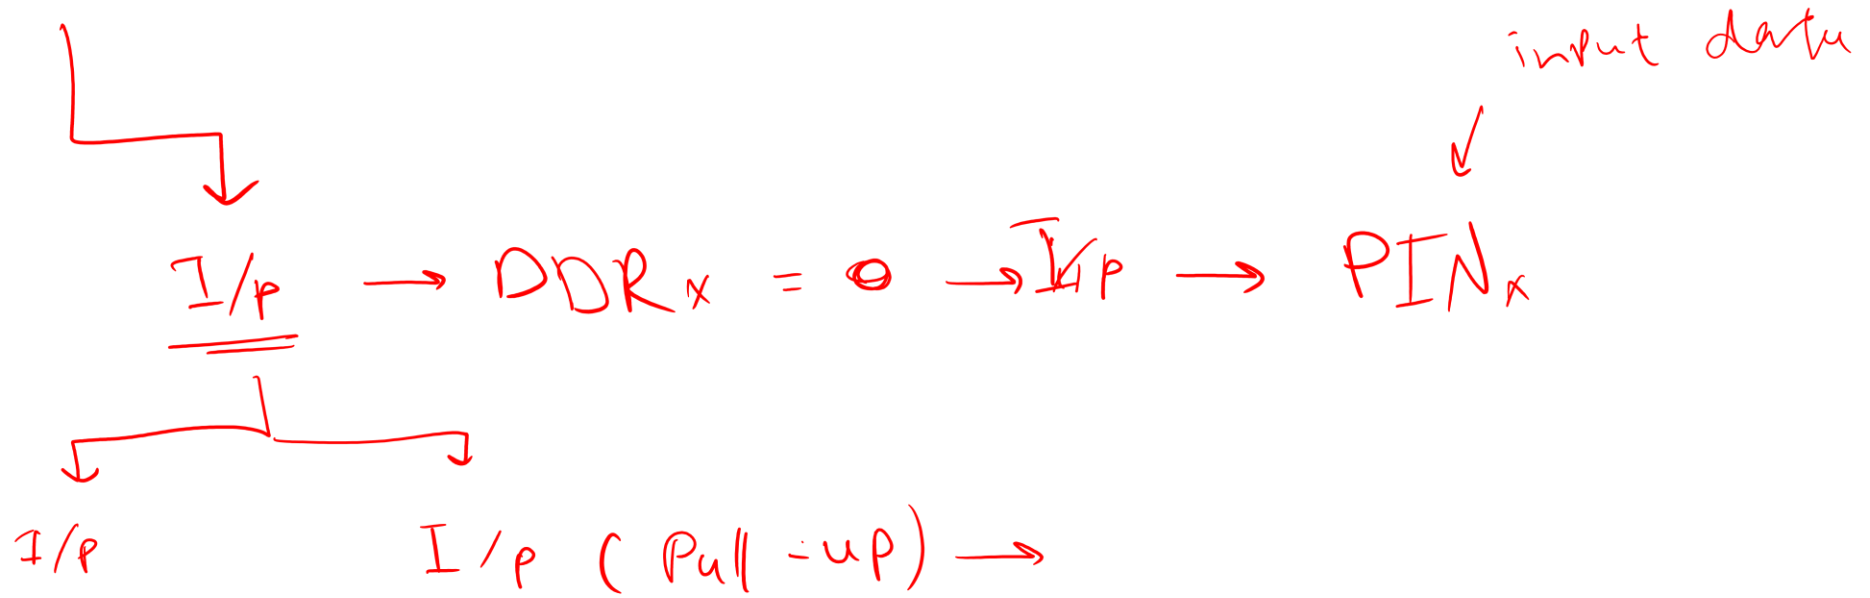 input data
I/p → DDRx = 0 → I/p → PINx
I/p I/p (Pull-up) →